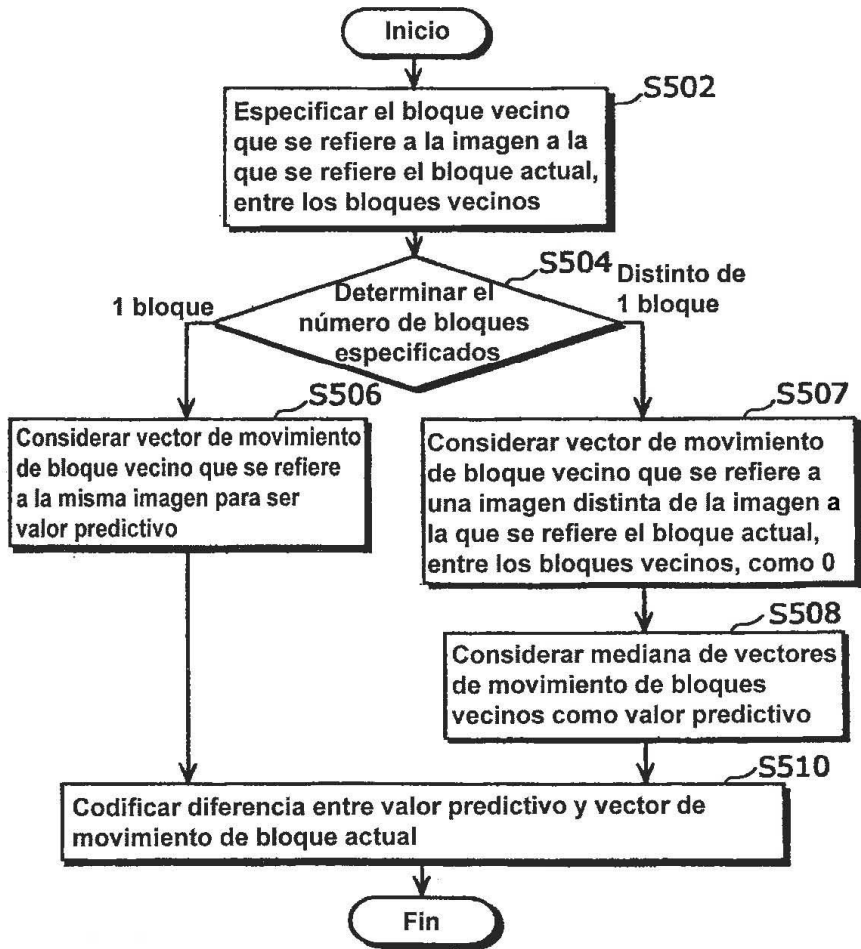 Inicio
S502
Especificar el bloque vecino
que se refiere a la imagen a la
que se refiere el bloque actual,
entre los bloques vecinos
S504
1 bloque
Distinto de
1 bloque
Determinar el
número de bloques
especificados
S506
Considerar vector de movimiento
de bloque vecino que se refiere
a la misma imagen para ser
valor predictivo
S507
Considerar vector de movimiento
de bloque vecino que se refiere a
una imagen distinta de la imagen a
la que se refiere el bloque actual,
entre los bloques vecinos, como 0
S508
Considerar mediana de vectores
de movimiento de bloques
vecinos como valor predictivo
S510
Codificar diferencia entre valor predictivo y vector de
movimiento de bloque actual
Fin